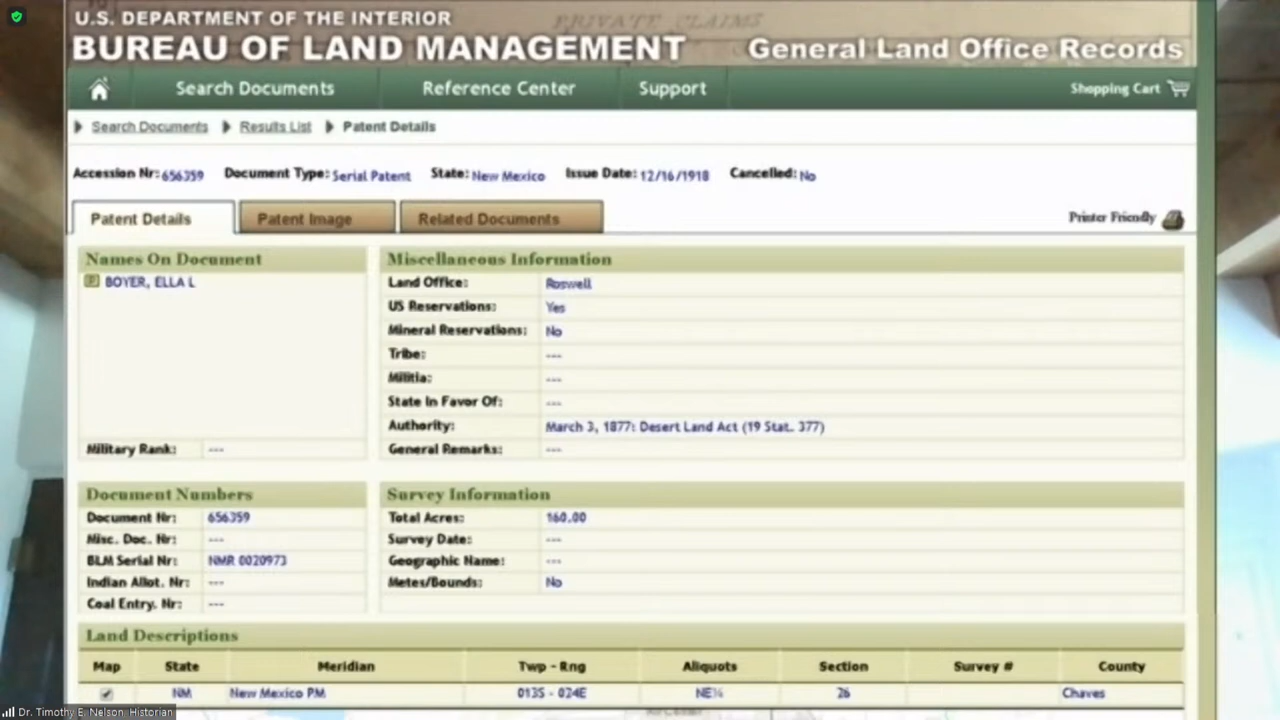 PRIVATE CLAIMS
U.S. DEPARTMENT OF THE INTERIOR
BUREAU OF LAND MANAGEMENT
General Land Office Records
Search Documents Reference Center Support Shopping Cart
Search Documents Results List Patent Details
Accession Nr: 656359 Document Type: Serial Patent State: New Mexico Issue Date: 12/16/1918 Cancelled: No
Patent Details Patent Image Related Documents Printer Friendly
Names On Document
BOYER, ELLA L
Military Rank: ---
Miscellaneous Information
Land Office: Roswell
US Reservations: Yes
Mineral Reservations: No
Tribe: ---
Militia: ---
State In Favor Of: ---
Authority: March 3, 1877: Desert Land Act (19 Stat. 377)
General Remarks: ---
Document Numbers
Document Nr: 656359
Misc. Doc. Nr: ---
BLM Serial Nr: NMR 0020973
Indian Allot. Nr: ---
Coal Entry. Nr: ---
Survey Information
Total Acres: 160.00
Survey Date: ---
Geographic Name: ---
Metes/Bounds: No
Land Descriptions
Map State Meridian Twp - Rng Aliquots Section Survey # County
NM New Mexico PM 013S - 024E NE¼ 26 Chaves
Dr. Timothy E. Nelson Historian